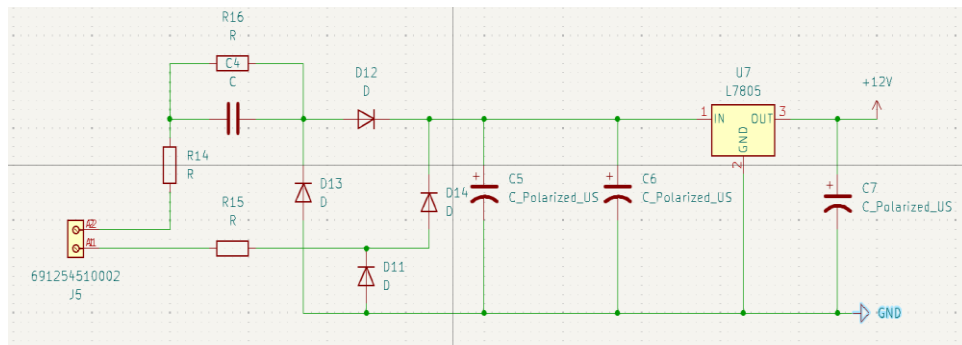 R16
R
C4
C
D12
D
U7
L7805
+12V
1
IN
OUT
3
GND
2
R14
R
D13
D
D14
D
C5
C_Polarized_US
C6
C_Polarized_US
C7
C_Polarized_US
R15
R
A2
A1
D11
D
691254510002
J5
GND